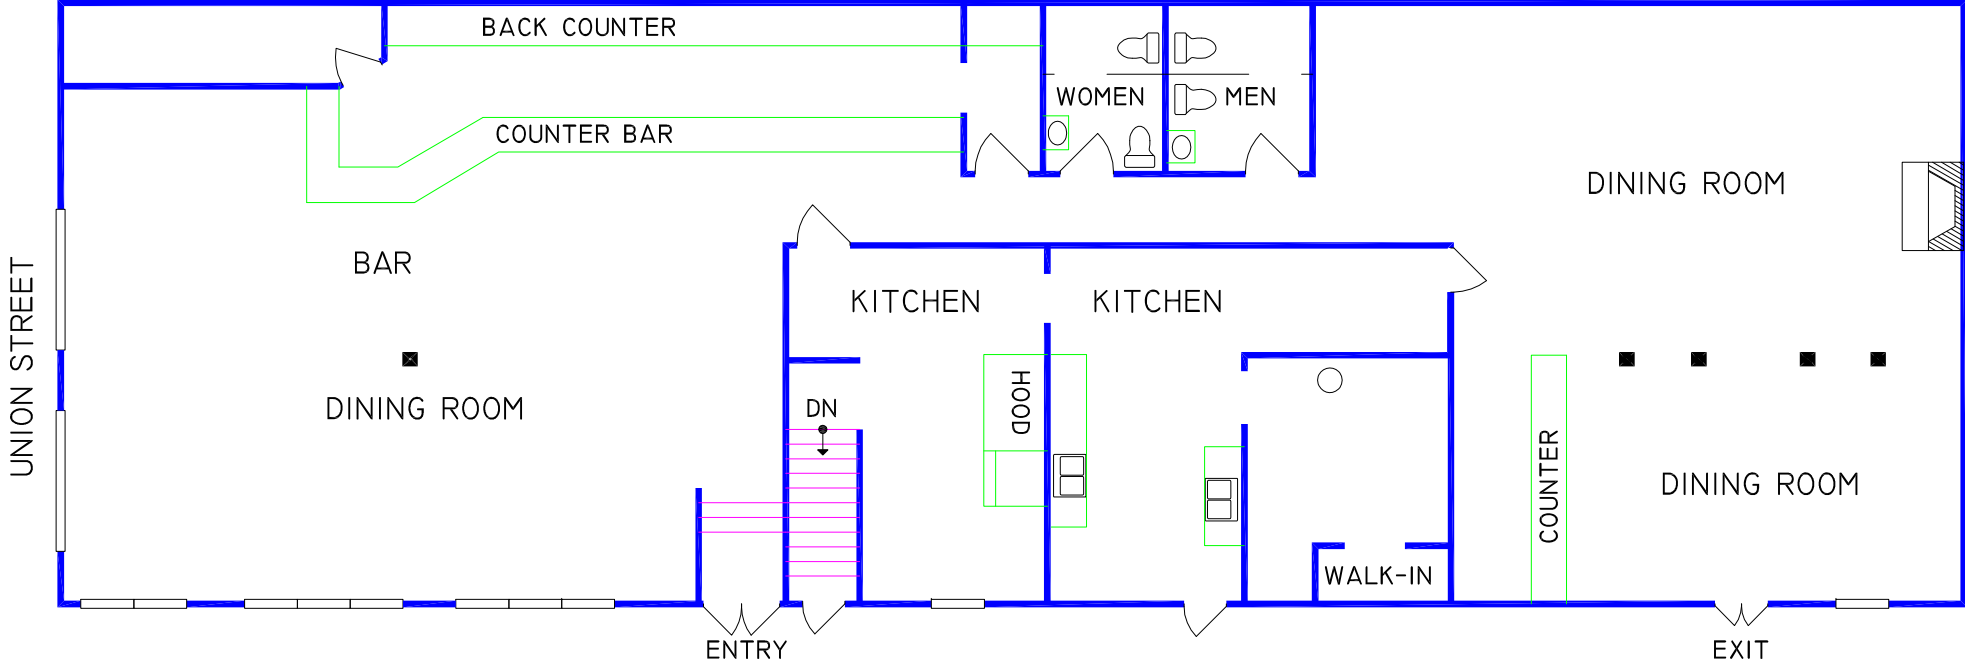 BACK COUNTER
WOMEN
MEN
COUNTER BAR
DINING ROOM
BAR
UNION STREET
KITCHEN
KITCHEN
HOOD
DINING ROOM
DN
COUNTER
DINING ROOM
WALK-IN
ENTRY
EXIT